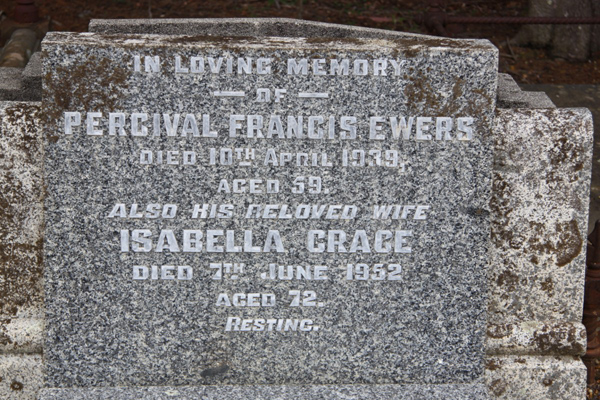 IN LOVING MEMORY
— OF —
PERCIVAL FRANCIS EWERS
DIED 10TH APRIL 1939,
AGED 59.
ALSO HIS BELOVED WIFE
ISABELLA GRACE
DIED 7TH JUNE 1952
AGED 72.
RESTING.